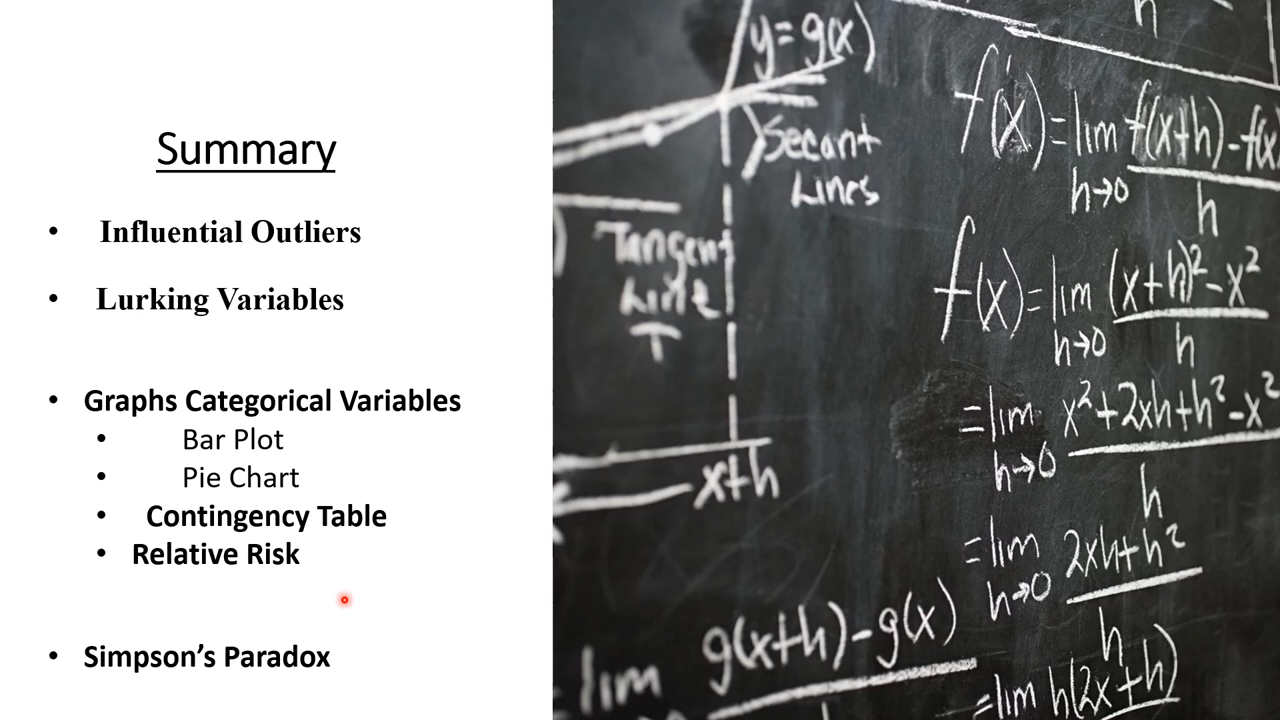 Summary
• Influential Outliers
• Lurking Variables
• Graphs Categorical Variables
• Bar Plot
• Pie Chart
• Contingency Table
• Relative Risk
• Simpson’s Paradox
y = g(x)
Secant
Lines
Tangent
Line
T
x+h
h
f'(x) = lim f(x+h) - f(x
h→0 h
f(x) = lim (x+h)² - x²
h→0 h
= lim x² + 2xh + h² - x²
h→0 h
= lim 2xh + h²
h→0 h
= lim h(2x + h)
= lim g(x+h) - g(x)